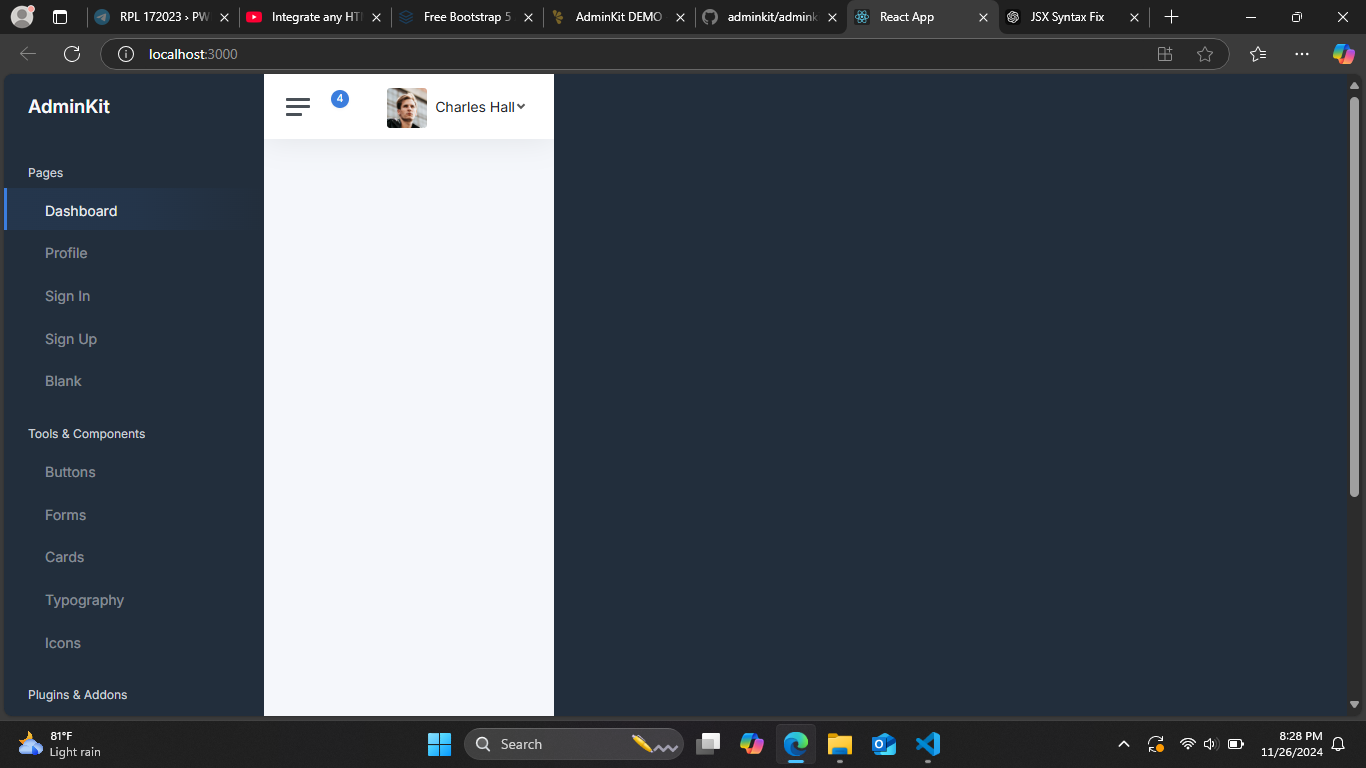 RPL 172023 › PW
Integrate any HTI
Free Bootstrap 5
AdminKit DEMO
adminkit/admink
React App
JSX Syntax Fix
localhost:3000
AdminKit
4
Charles Hall
Pages
Dashboard
Profile
Sign In
Sign Up
Blank
Tools & Components
Buttons
Forms
Cards
Typography
Icons
Plugins & Addons
81°F
Light rain
Search
8:28 PM
11/26/2024